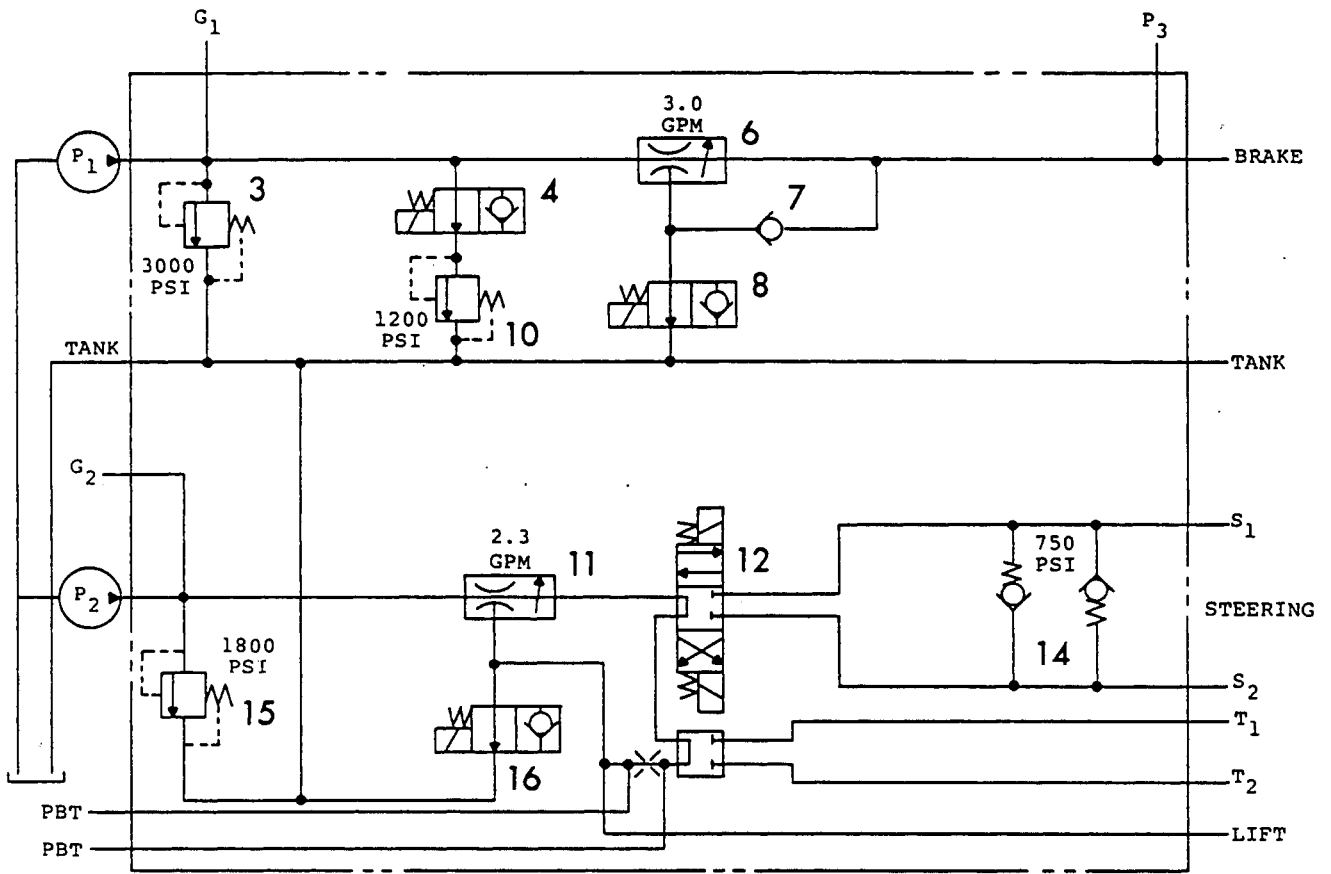 G1
P3
3.0
GPM
6
P1
BRAKE
3
4
7
3000
PSI
8
1200
PSI
10
TANK
TANK
G2
S1
2.3
GPM
11
12
750
PSI
P2
STEERING
1800
PSI
14
15
S2
T1
16
T2
PBT
LIFT
PBT